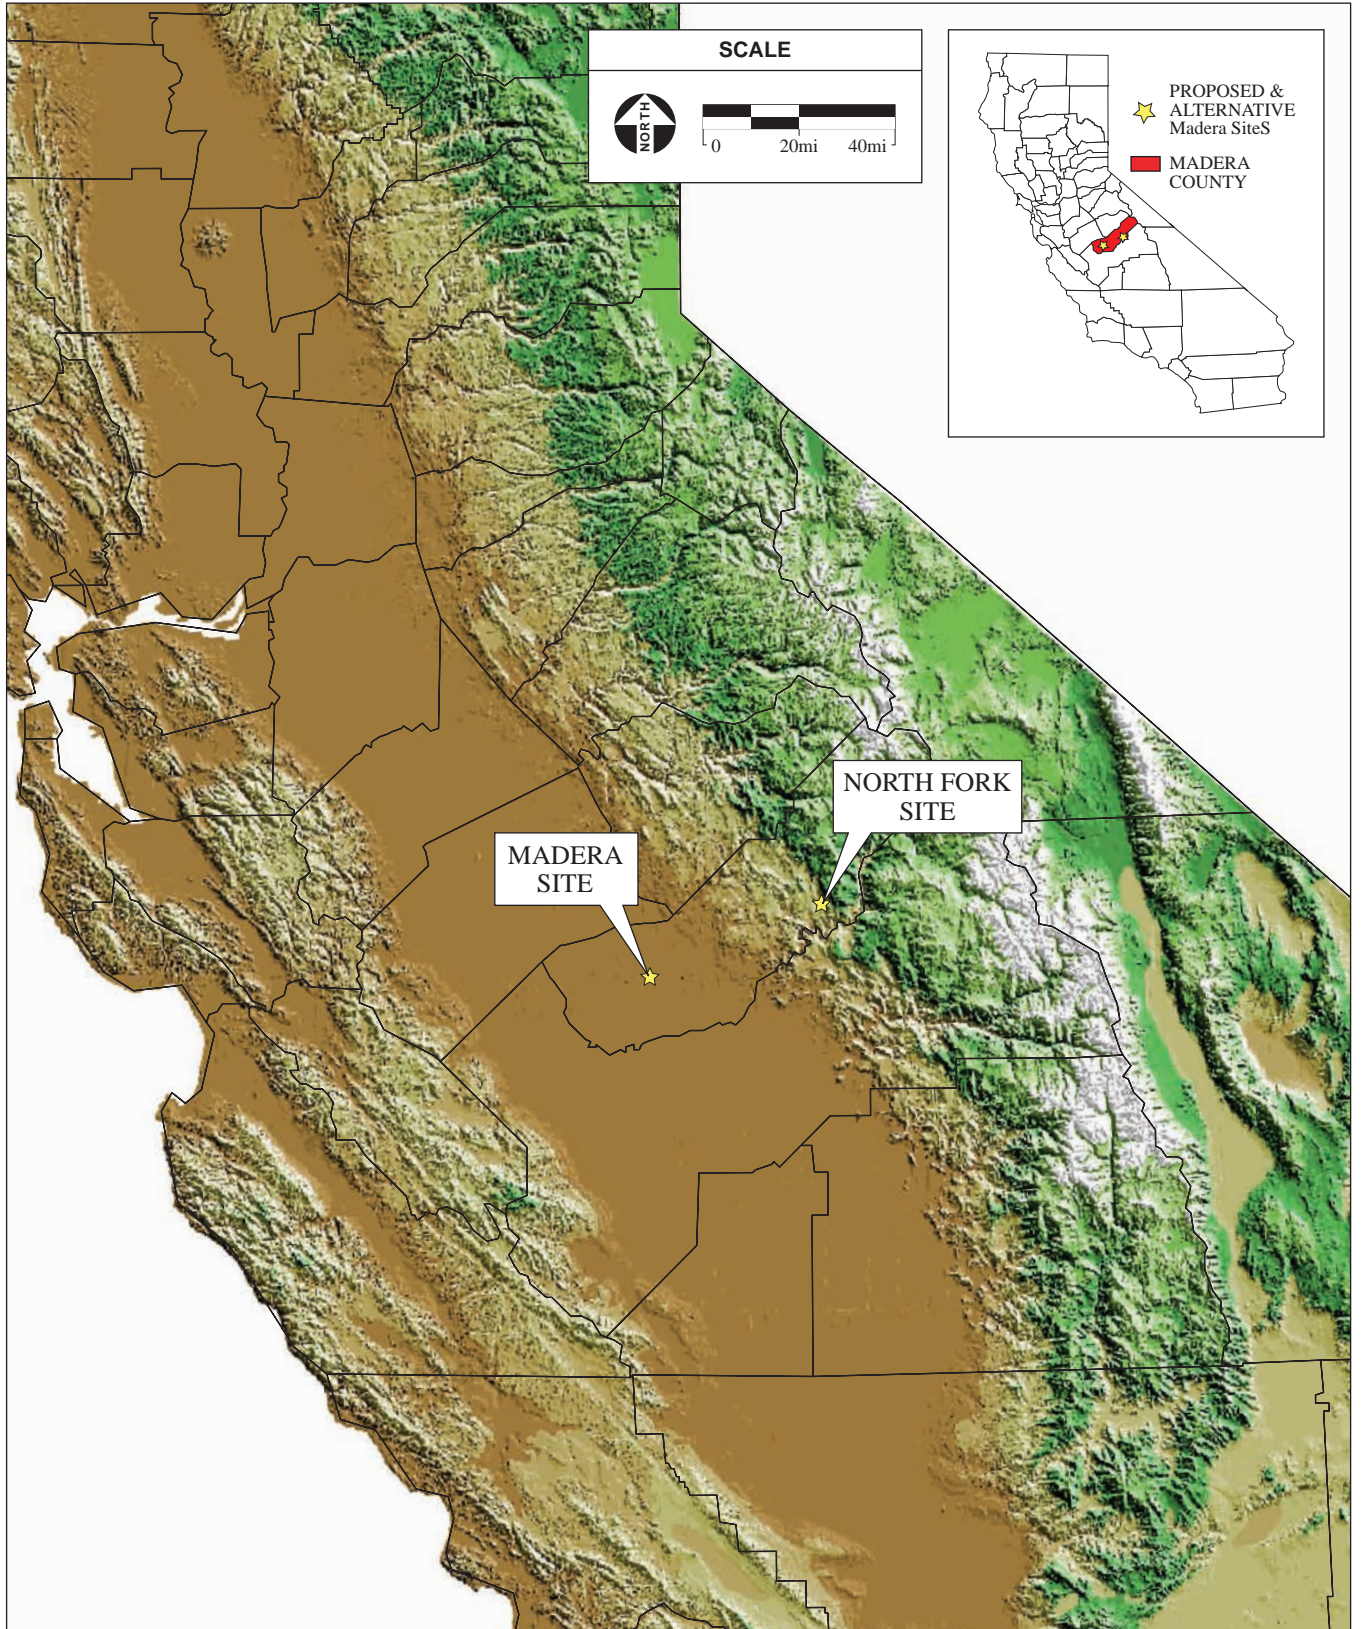 SCALE
NORTH
0 20mi 40mi
PROPOSED &
ALTERNATIVE
Madera SiteS
MADERA
COUNTY
NORTH FORK
SITE
MADERA
SITE